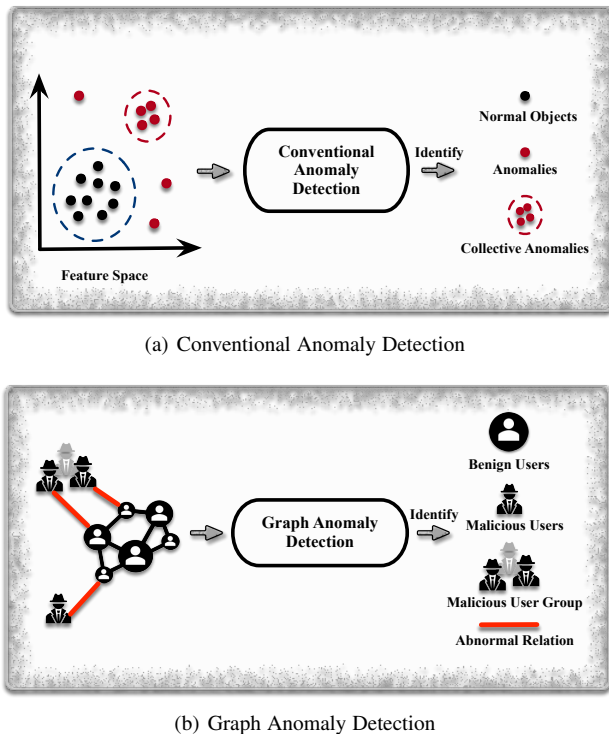 Conventional
Anomaly
Detection
Identify
Normal Objects
Anomalies
Collective Anomalies
Feature Space
(a) Conventional Anomaly Detection
Graph Anomaly
Detection
Identify
Benign Users
Malicious Users
Malicious User Group
Abnormal Relation
(b) Graph Anomaly Detection